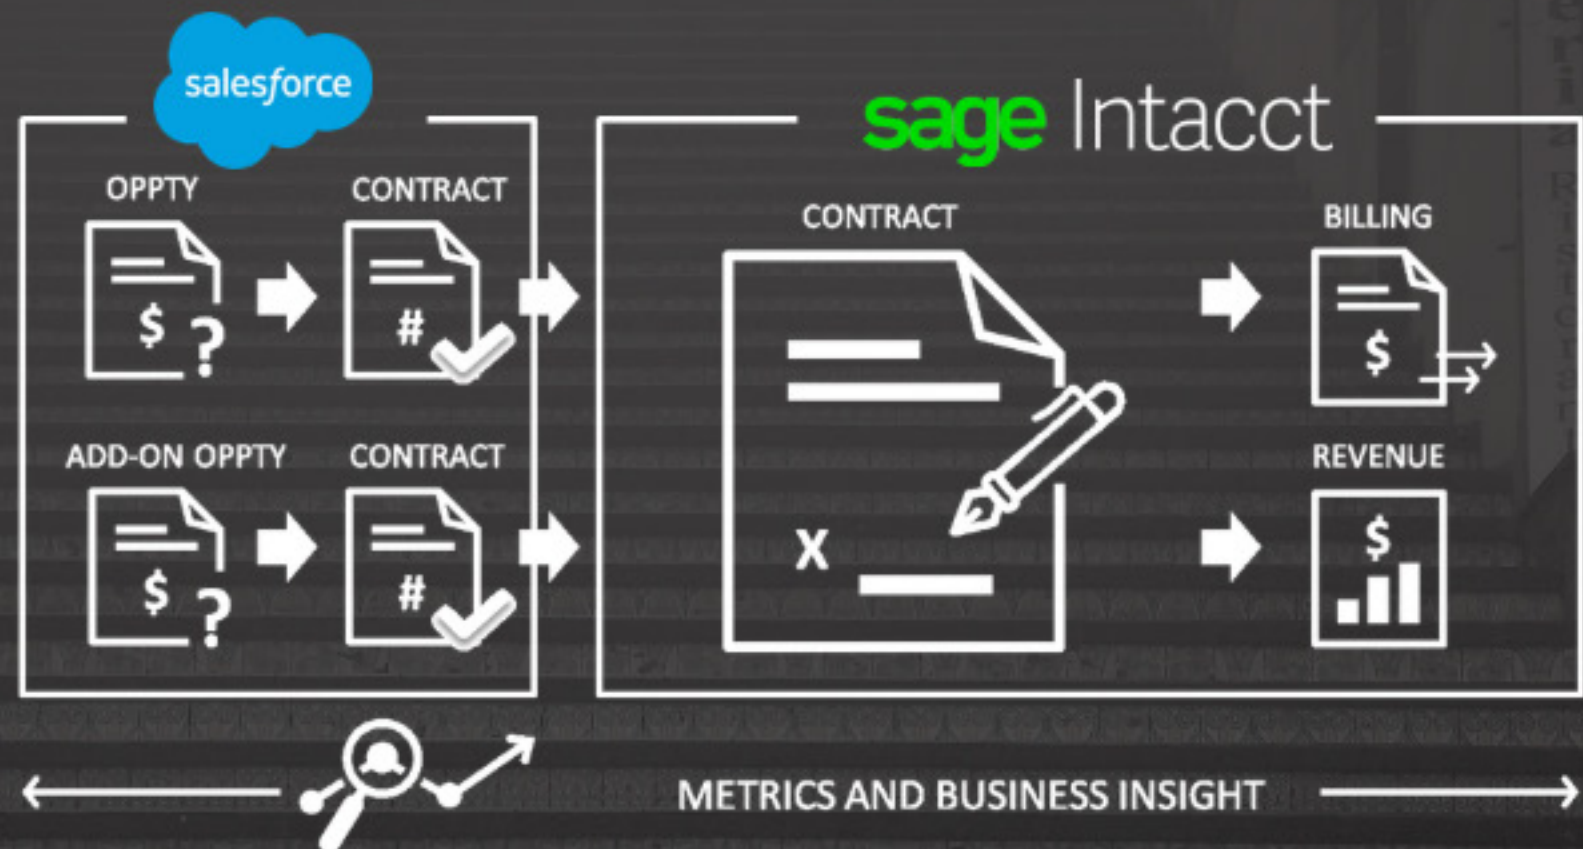 salesforce
sage Intacct
OPPTY
CONTRACT
$ ?
#
ADD-ON OPPTY
CONTRACT
$ ?
#
CONTRACT
X
BILLING
$
REVENUE
$
METRICS AND BUSINESS INSIGHT